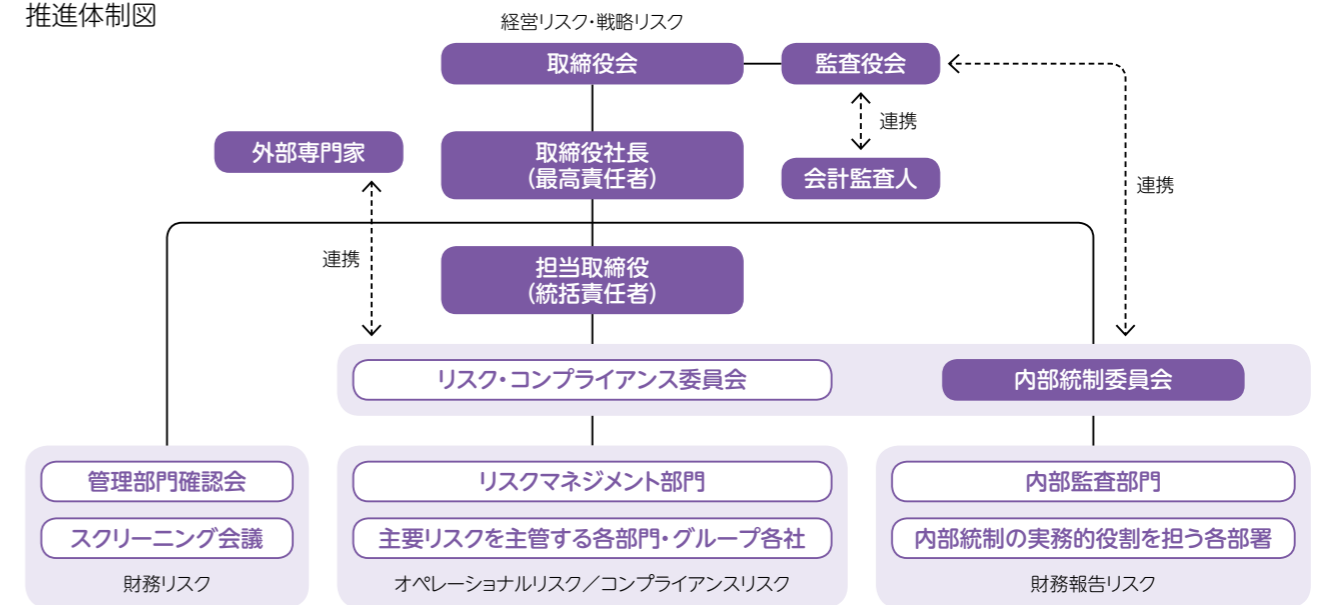 推進体制図
経営リスク・戦略リスク
取締役会
監査役会
連携
外部専門家
取締役社長
(最高責任者)
会計監査人
連携
連携
担当取締役
(統括責任者)
リスク・コンプライアンス委員会
内部統制委員会
管理部門確認会
スクリーニング会議
財務リスク
リスクマネジメント部門
主要リスクを主管する各部門・グループ各社
オペレーショナルリスク／コンプライアンスリスク
内部監査部門
内部統制の実務的役割を担う各部署
財務報告リスク